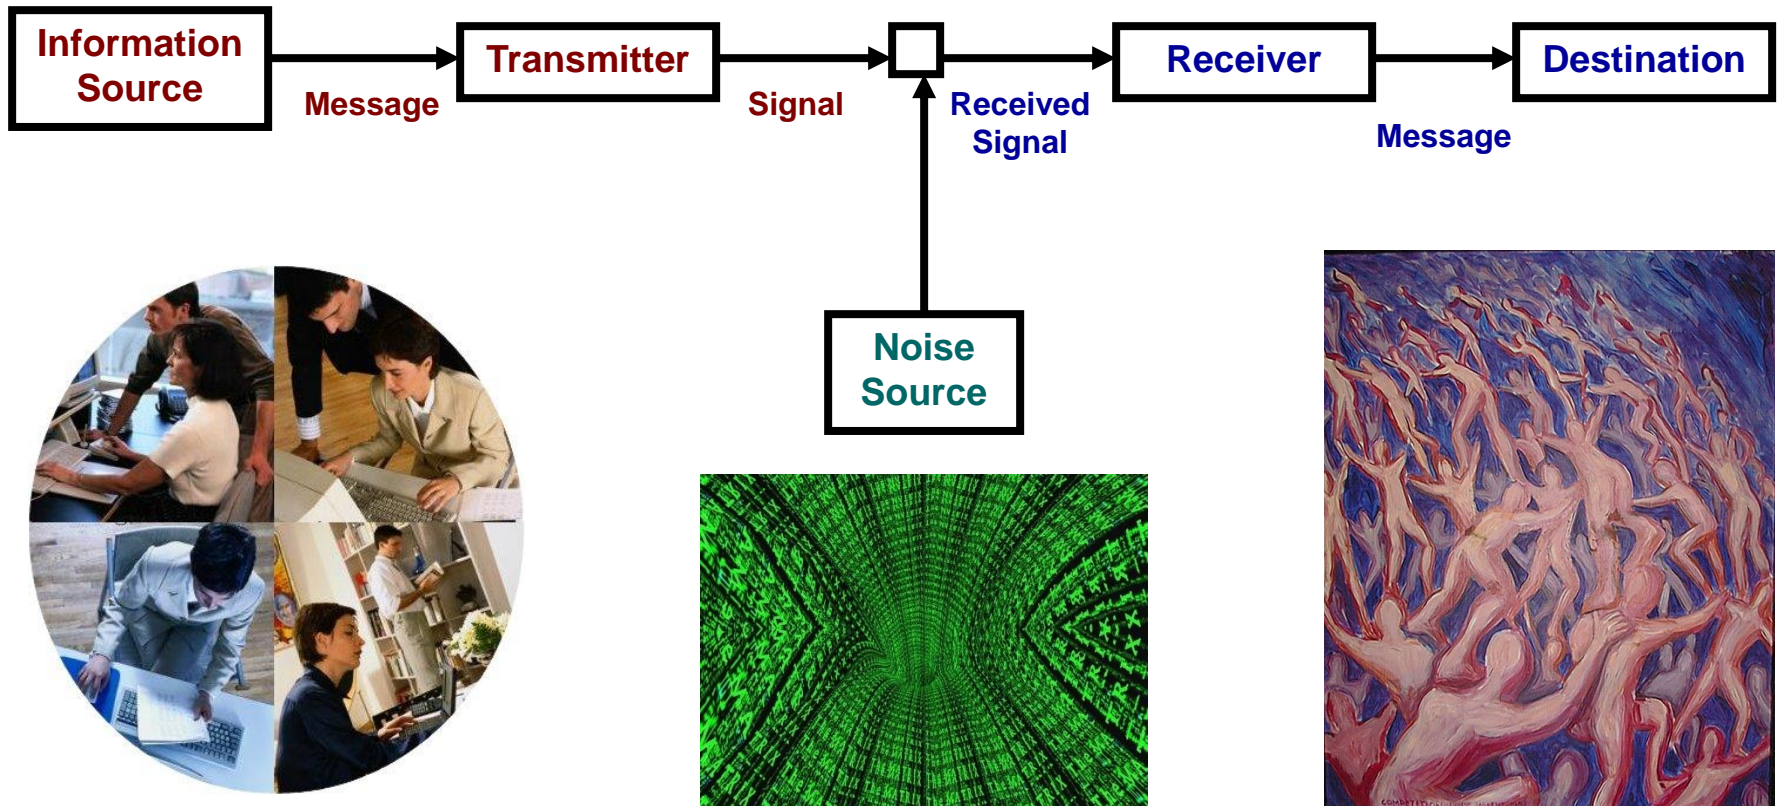 Information
Source
Message
Transmitter
Signal
Received
Signal
Receiver
Message
Destination
Noise
Source